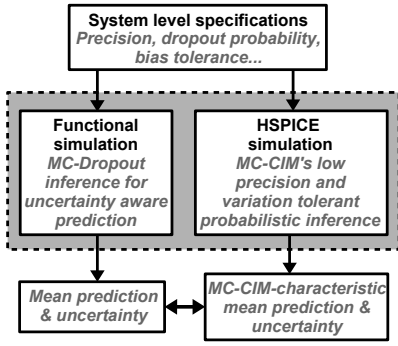 System level specifications
Precision, dropout probability,
bias tolerance...
Functional
simulation
MC-Dropout
inference for
uncertainty aware
prediction
HSPICE
simulation
MC-CIM's low
precision and
variation tolerant
probabilistic inference
Mean prediction
& uncertainty
MC-CIM-characteristic
mean prediction &
uncertainty